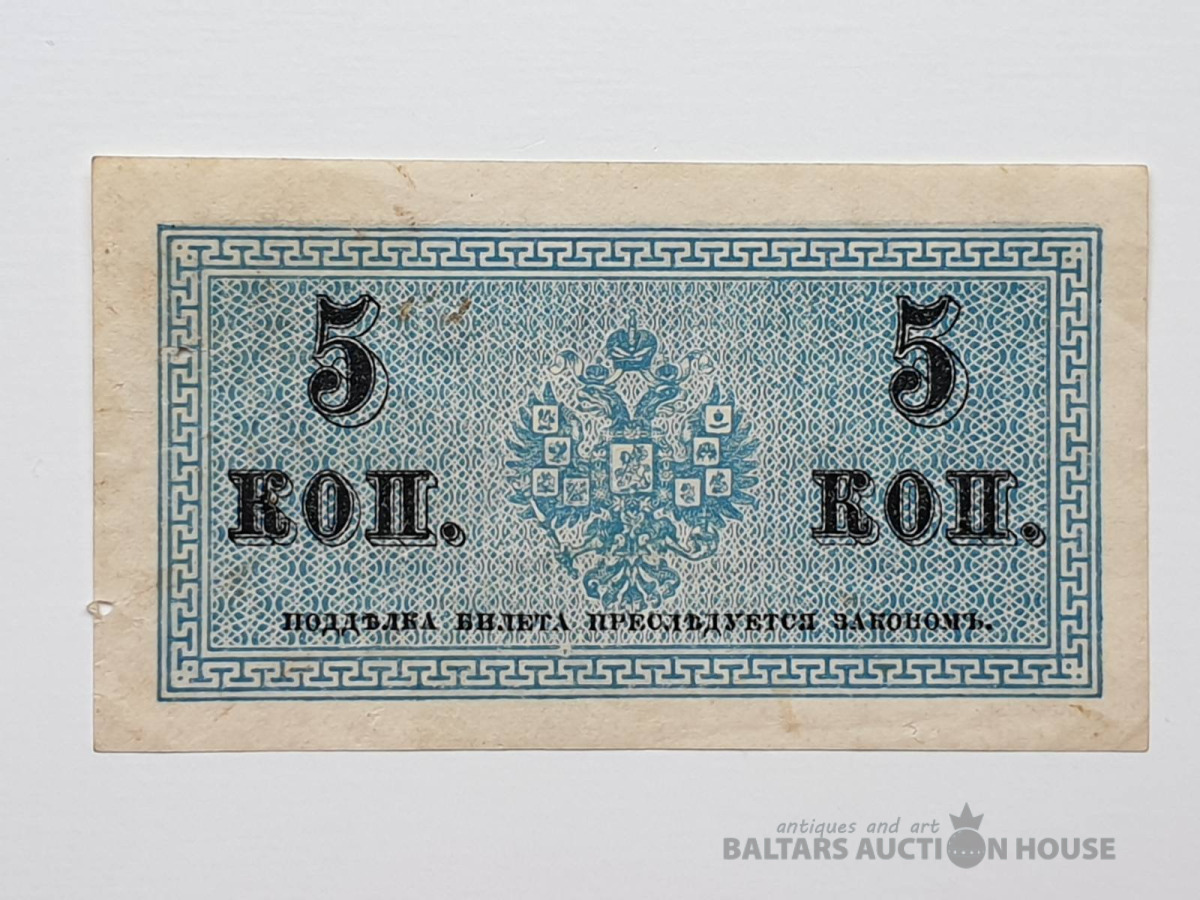 5 5
КОП. КОП.
ПОДДѢЛКА БИЛЕТА ПРЕСЛѢДУЕТСЯ ЗАКОНОМЪ.
antiques and art
BALTARS AUCTION HOUSE